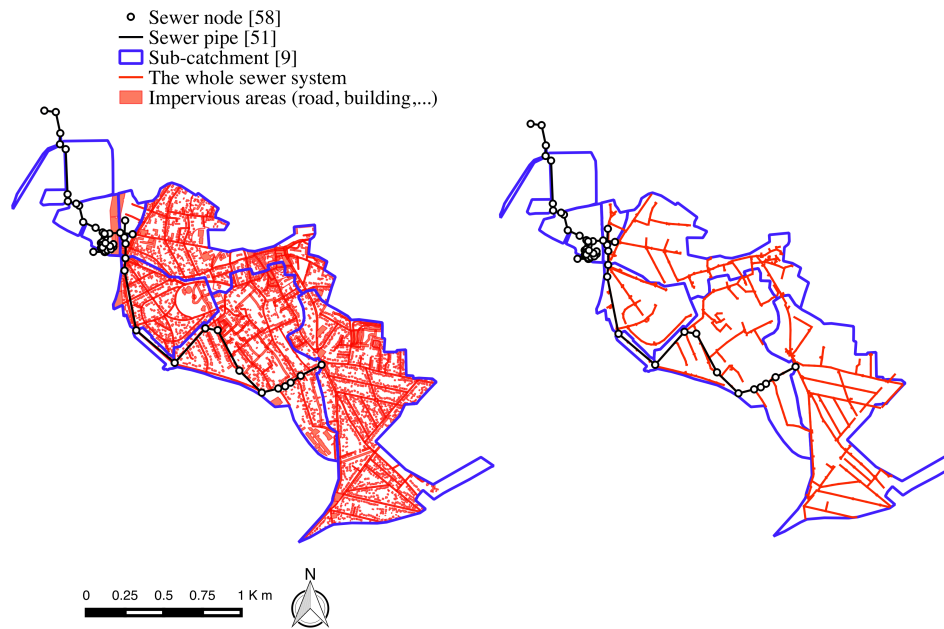 Sewer node [58]
Sewer pipe [51]
Sub-catchment [9]
The whole sewer system
Impervious areas (road, building,...)
0 0.25 0.5 0.75 1 K m
N